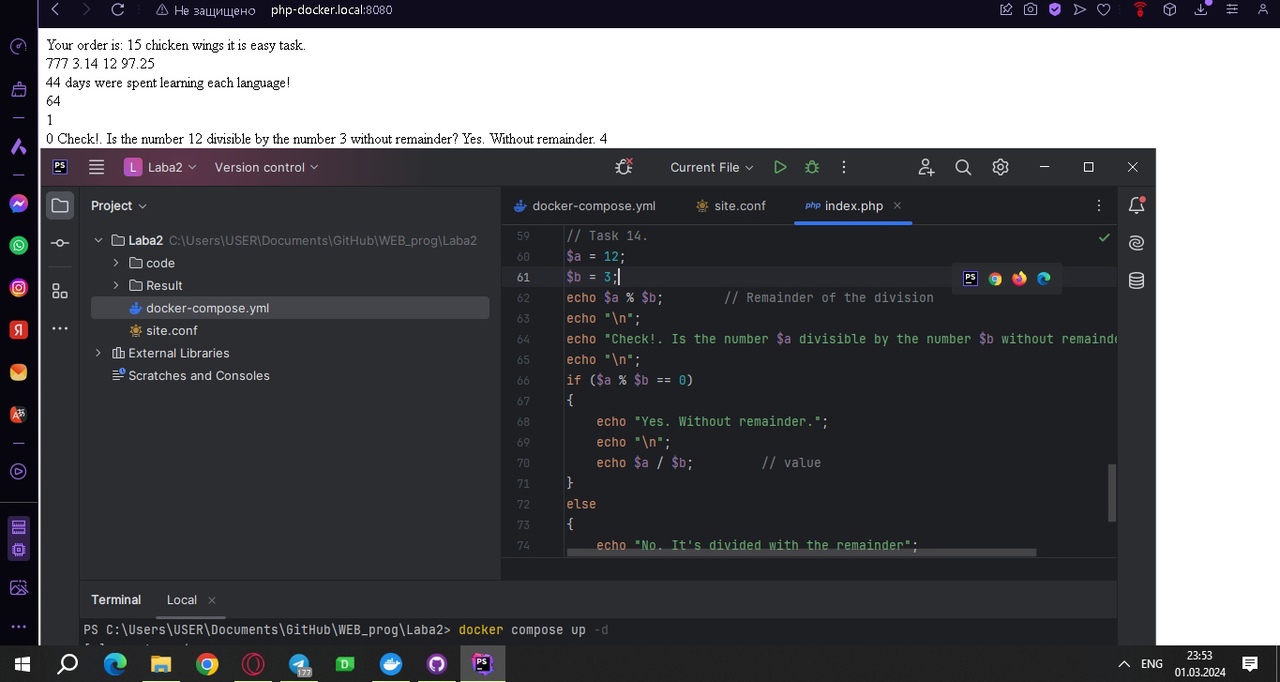 Не защищено php-docker.local:8080
Your order is: 15 chicken wings it is easy task.
777 3.14 12 97.25
44 days were spent learning each language!
64
1
0 Check!. Is the number 12 divisible by the number 3 without remainder? Yes. Without remainder. 4
PS L Laba2 Version control Current File
Project
docker-compose.yml site.conf php index.php
Laba2 C:\Users\USER\Documents\GitHub\WEB_prog\Laba2
code
Result
docker-compose.yml
site.conf
External Libraries
Scratches and Consoles
59 // Task 14.
60 $a = 12;
61 $b = 3;
62 echo $a % $b; // Remainder of the division
63 echo "\n";
64 echo "Check!. Is the number $a divisible by the number $b without remainde
65 echo "\n";
66 if ($a % $b == 0)
67 {
68 echo "Yes. Without remainder.";
69 echo "\n";
70 echo $a / $b; // value
71 }
72 else
73 {
74 echo "No. It's divided with the remainder";
Terminal Local
PS C:\Users\USER\Documents\GitHub\WEB_prog\Laba2> docker compose up -d
177 D PS ENG 23:53
01.03.2024